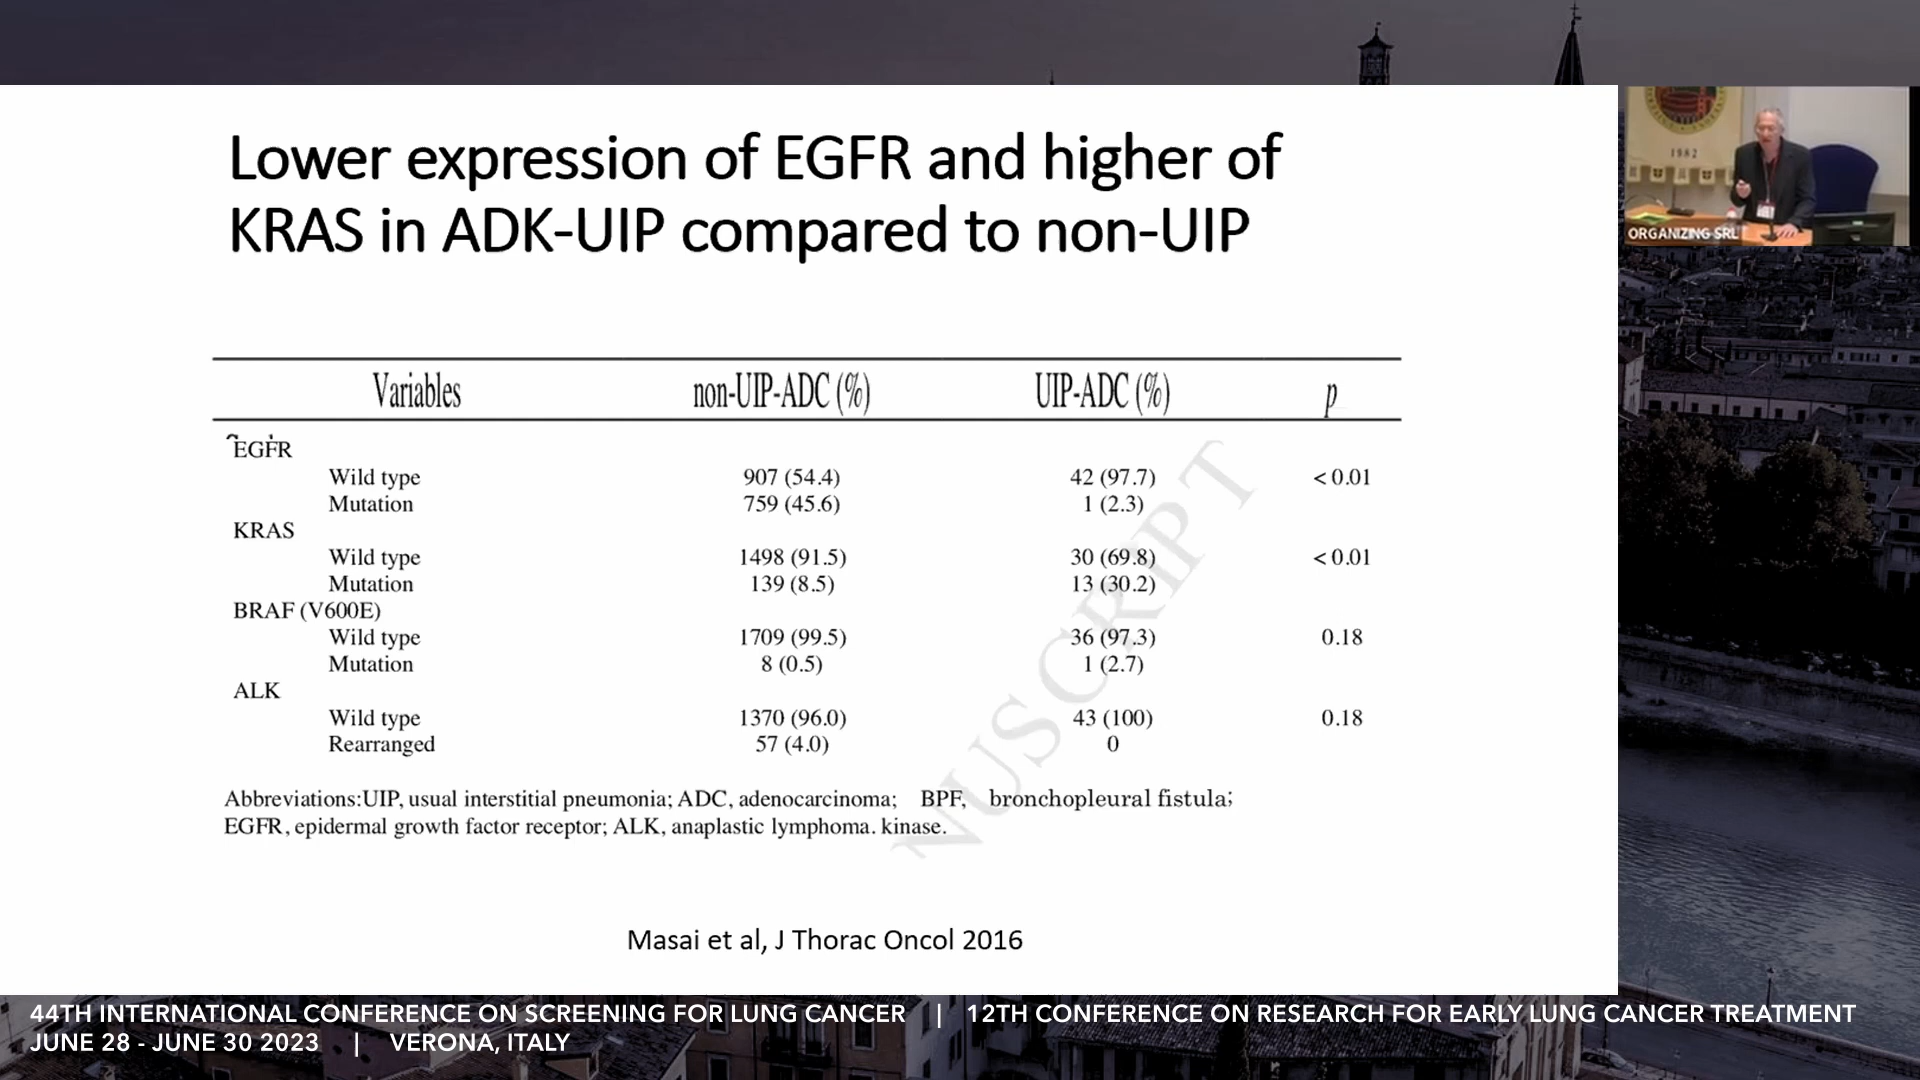 Lower expression of EGFR and higher of
KRAS in ADK-UIP compared to non-UIP
1982
ORGANIZING SRL
Variables non-UIP-ADC (%) UIP-ADC (%) p
EGFR
Wild type 907 (54.4) 42 (97.7) < 0.01
Mutation 759 (45.6) 1 (2.3)
KRAS
Wild type 1498 (91.5) 30 (69.8) < 0.01
Mutation 139 (8.5) 13 (30.2)
BRAF (V600E)
Wild type 1709 (99.5) 36 (97.3) 0.18
Mutation 8 (0.5) 1 (2.7)
ALK
Wild type 1370 (96.0) 43 (100) 0.18
Rearranged 57 (4.0) 0
NUSCRIPT
Abbreviations:UIP, usual interstitial pneumonia; ADC, adenocarcinoma; BPF, bronchopleural fistula;
EGFR, epidermal growth factor receptor; ALK, anaplastic lymphoma. kinase.
Masai et al, J Thorac Oncol 2016
44TH INTERNATIONAL CONFERENCE ON SCREENING FOR LUNG CANCER | 12TH CONFERENCE ON RESEARCH FOR EARLY LUNG CANCER TREATMENT
JUNE 28 - JUNE 30 2023 | VERONA, ITALY